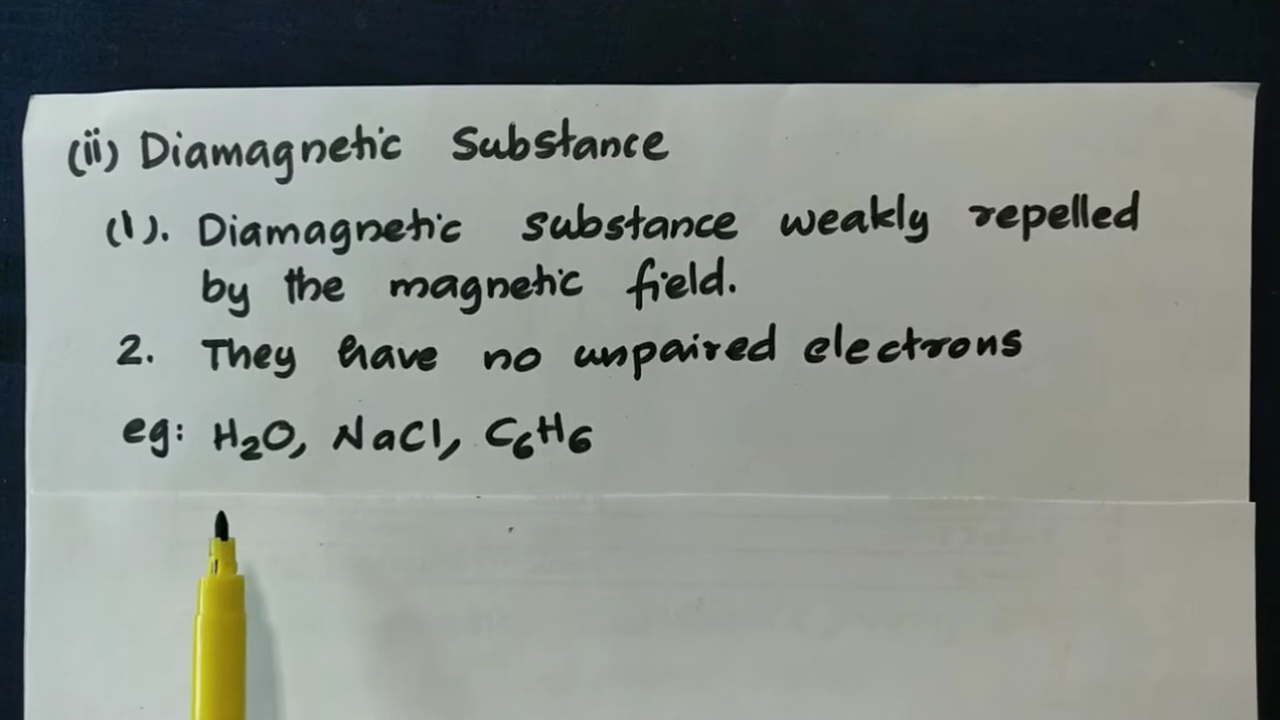 (ii) Diamagnetic Substance
(1). Diamagnetic substance weakly repelled
by the magnetic field.
2. They have no unpaired electrons
eg: H₂O, NaCl, C₆H₆